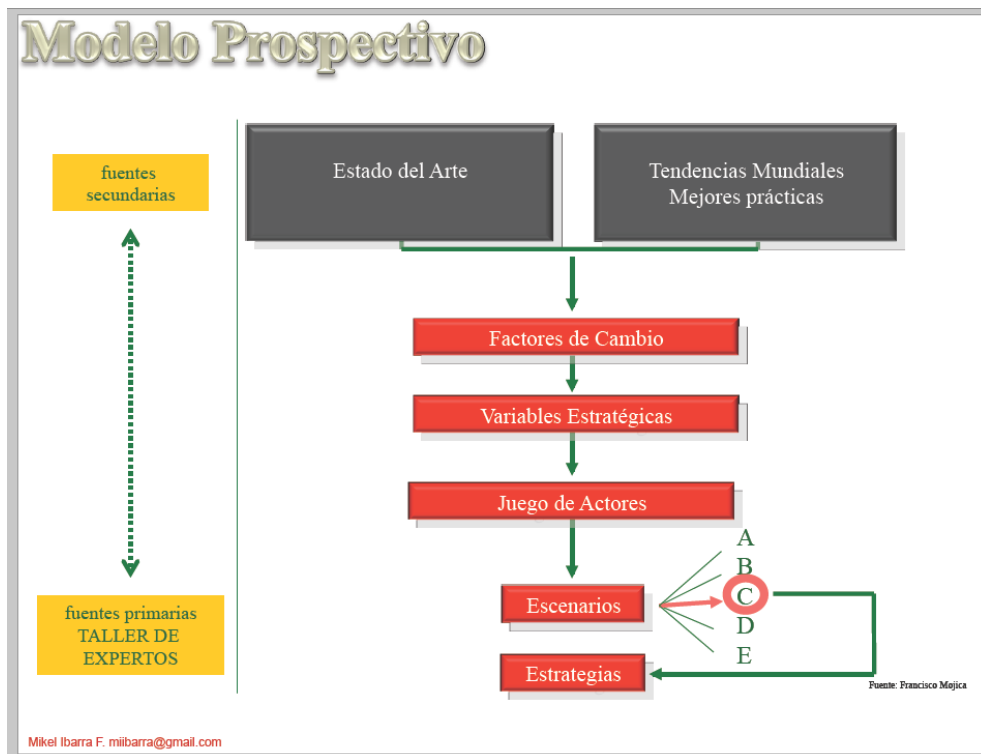 Modelo Prospectivo
fuentes
secundarias
Estado del Arte
Tendencias Mundiales
Mejores prácticas
Factores de Cambio
Variables Estratégicas
Juego de Actores
A
B
Escenarios
C
D
E
fuentes primarias
TALLER DE
EXPERTOS
Estrategias
Fuente: Francisco Mojica
Mikel Ibarra F. miibarra@gmail.com